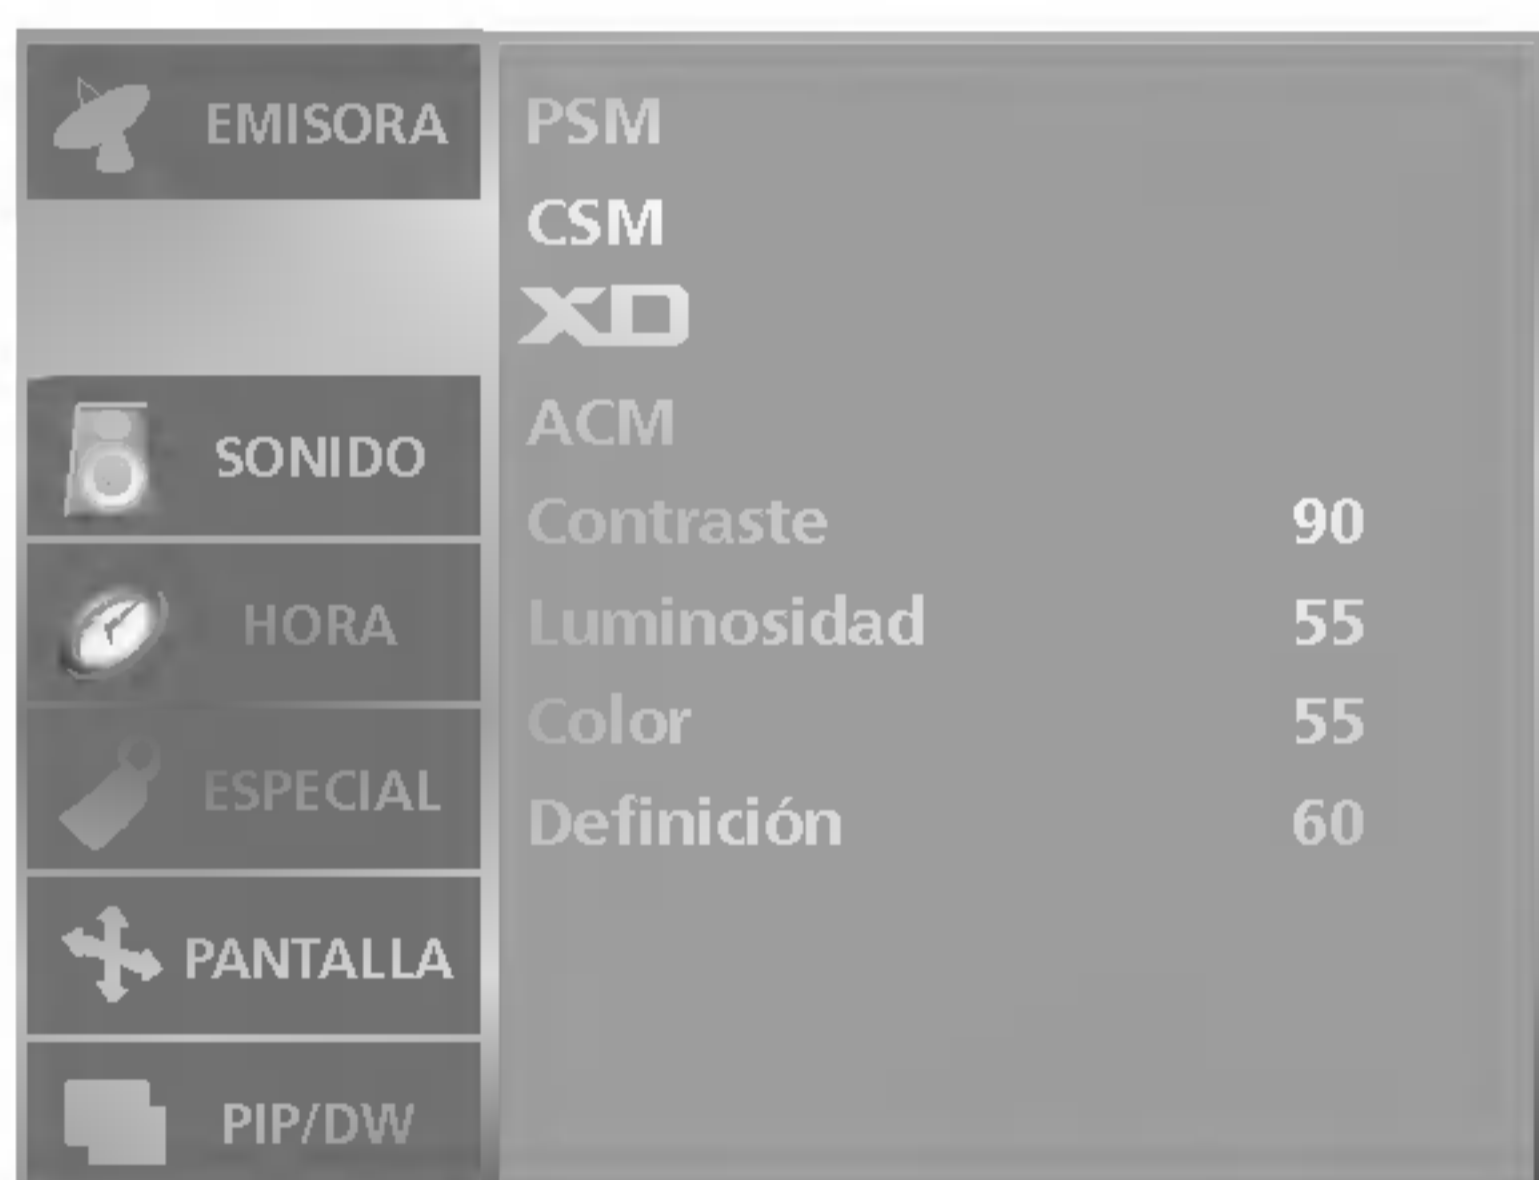 EMISORA
SONIDO
HORA
ESPECIAL
PANTALLA
PIP/DW
PSM
CSM
XD
ACM
Contraste 90
Luminosidad 55
Color 55
Definición 60